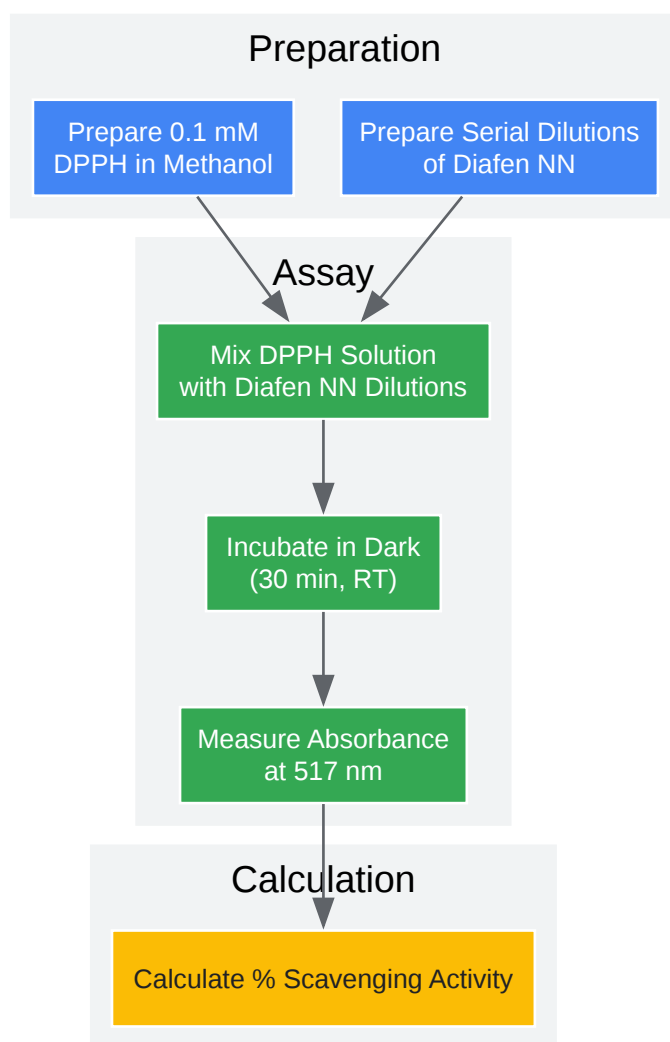 Preparation
Prepare 0.1 mM
DPPH in Methanol
Prepare Serial Dilutions
of Diafen NN
Assay
Mix DPPH Solution
with Diafen NN Dilutions
Incubate in Dark
(30 min, RT)
Measure Absorbance
at 517 nm
Calculation
Calculate % Scavenging Activity